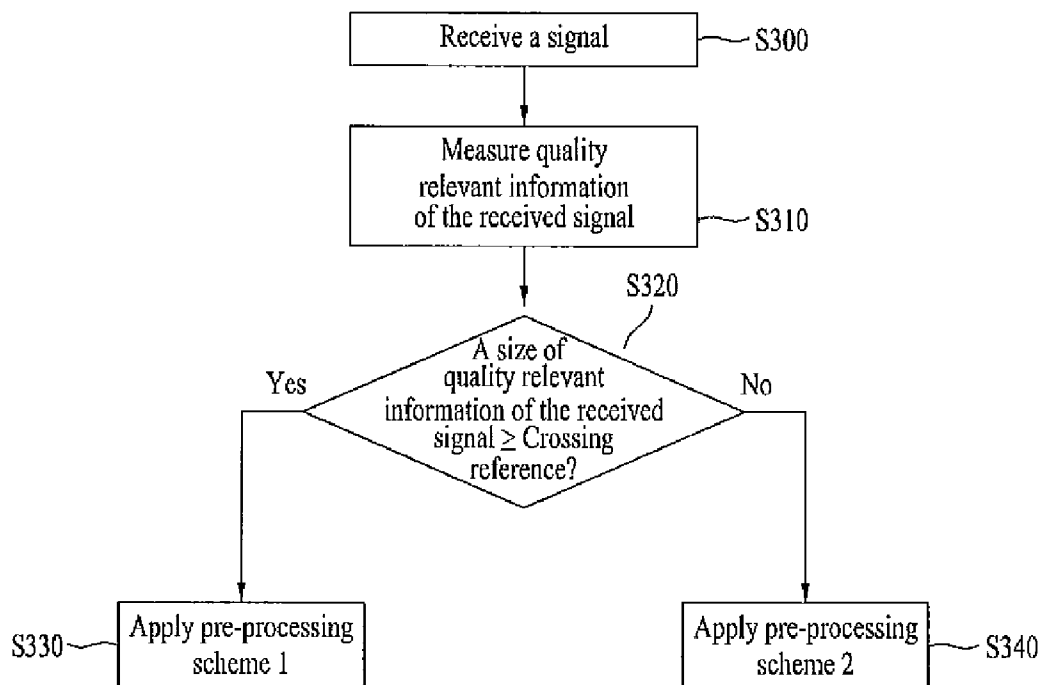 Receive a signal
S300
Measure quality
relevant information
of the received signal
S310
S320
A size of
quality relevant
information of the received
signal ≥ Crossing
reference?
Yes
No
S330
Apply pre-processing
scheme 1
Apply pre-processing
scheme 2
S340